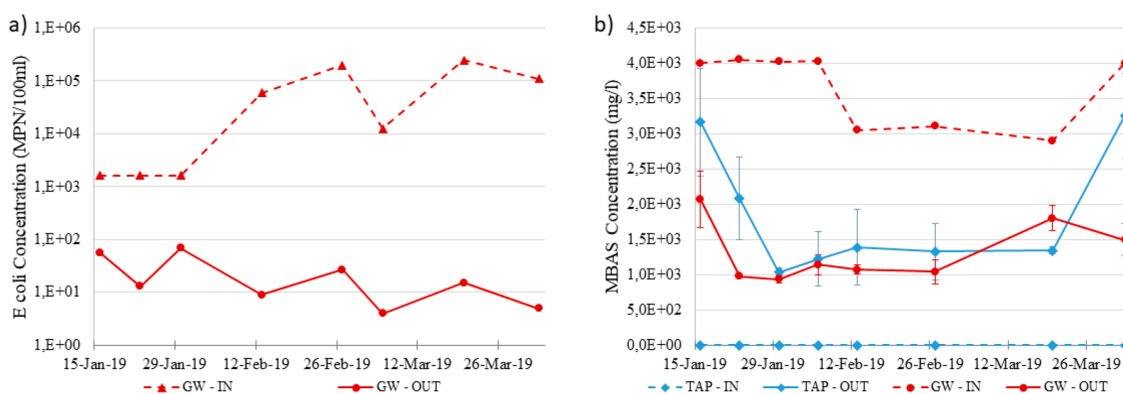 a)
E coli Concentration (MPN/100ml)
1,E+06
1,E+05
1,E+04
1,E+03
1,E+02
1,E+01
1,E+00
15-Jan-19 29-Jan-19 12-Feb-19 26-Feb-19 12-Mar-19 26-Mar-19
GW - IN GW - OUT
b)
MBAS Concentration (mg/l)
4,5E+03
4,0E+03
3,5E+03
3,0E+03
2,5E+03
2,0E+03
1,5E+03
1,0E+03
5,0E+02
0,0E+00
15-Jan-19 29-Jan-19 12-Feb-19 26-Feb-19 12-Mar-19 26-Mar-19
TAP - IN TAP - OUT GW - IN GW - OUT